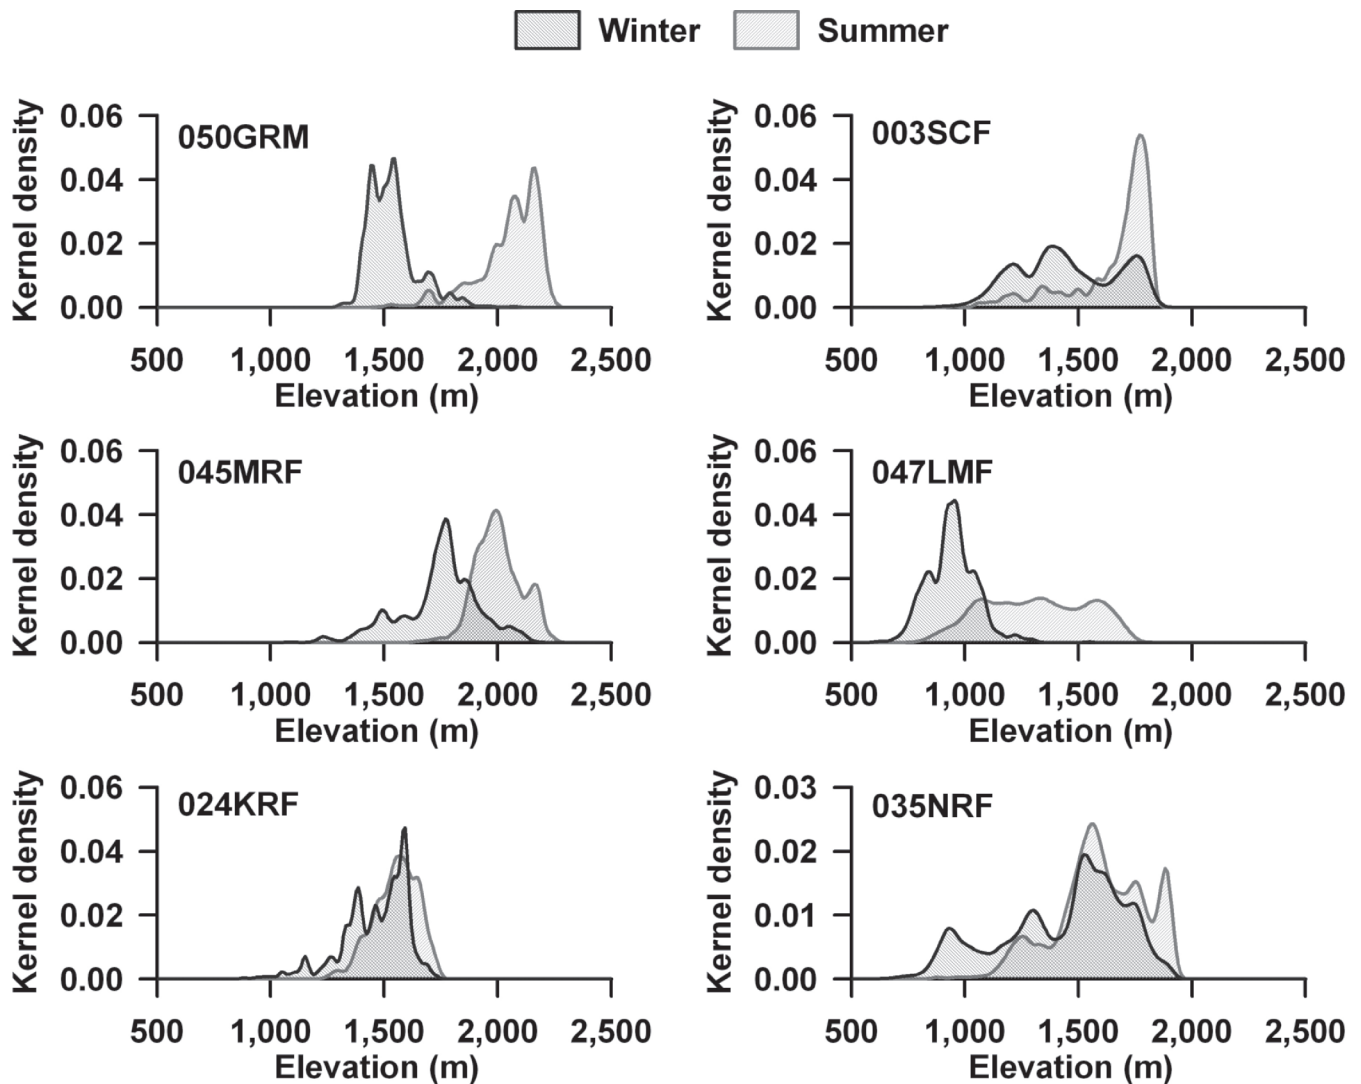 Winter Summer
Kernel density
0.06
0.04
0.02
0.00
050GRM
500 1,000 1,500 2,000 2,500
Elevation (m)
Kernel density
0.06
0.04
0.02
0.00
003SCF
500 1,000 1,500 2,000 2,500
Elevation (m)
Kernel density
0.06
0.04
0.02
0.00
045MRF
500 1,000 1,500 2,000 2,500
Elevation (m)
Kernel density
0.06
0.04
0.02
0.00
047LMF
500 1,000 1,500 2,000 2,500
Elevation (m)
Kernel density
0.06
0.04
0.02
0.00
024KRF
500 1,000 1,500 2,000 2,500
Elevation (m)
Kernel density
0.03
0.02
0.01
0.00
035NRF
500 1,000 1,500 2,000 2,500
Elevation (m)